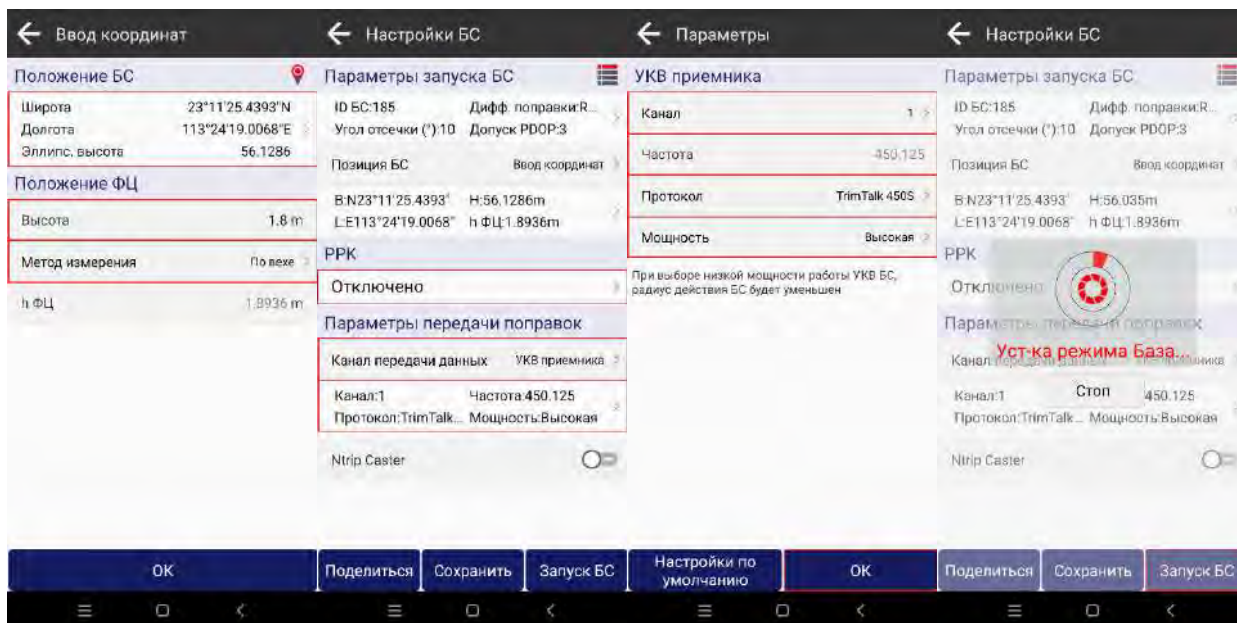 Ввод координат
Положение БС
Широта 23°11'25.4393"N
Долгота 113°24'19.0068"E
Эллипс. высота 56.1286
Положение ФЦ
Высота 1.8 m
Метод измерения По вехе
h ФЦ 1.8936 m
OK
Настройки БС
Параметры запуска БС
ID БС:185 Дифф. поправки:R...
Угол отсечки (°):10 Допуск PDOP:3
Позиция БС Ввод координат
B:N23°11'25.4393" H:56.1286m
L:E113°24'19.0068" h ФЦ:1.8936m
PPK
Отключено
Параметры передачи поправок
Канал передачи данных УКВ приемника
Канал:1 Частота:450.125
Протокол:TrimTalk... Мощность:Высокая
Ntrip Caster
Поделиться Сохранить Запуск БС
Параметры
УКВ приемника
Канал 1
Частота 450.125
Протокол TrimTalk 450S
Мощность Высокая
При выборе низкой мощности работы УКВ БС,
радиус действия БС будет уменьшен
Настройки по
умолчанию
OK
Настройки БС
Параметры запуска БС
ID БС:185 Дифф. поправки:R...
Угол отсечки (°):10 Допуск PDOP:3
Позиция БС Ввод координат
B:N23°11'25.4393" H:56.035m
L:E113°24'19.0068" h ФЦ:1.8936m
PPK
Отключено
Параметры передачи поправок
Уст-ка режима База...
Канал передачи данных приемника
Стоп
Канал:1 450.125
Протокол:TrimTalk... Мощность:Высокая
Ntrip Caster
Поделиться Сохранить Запуск БС